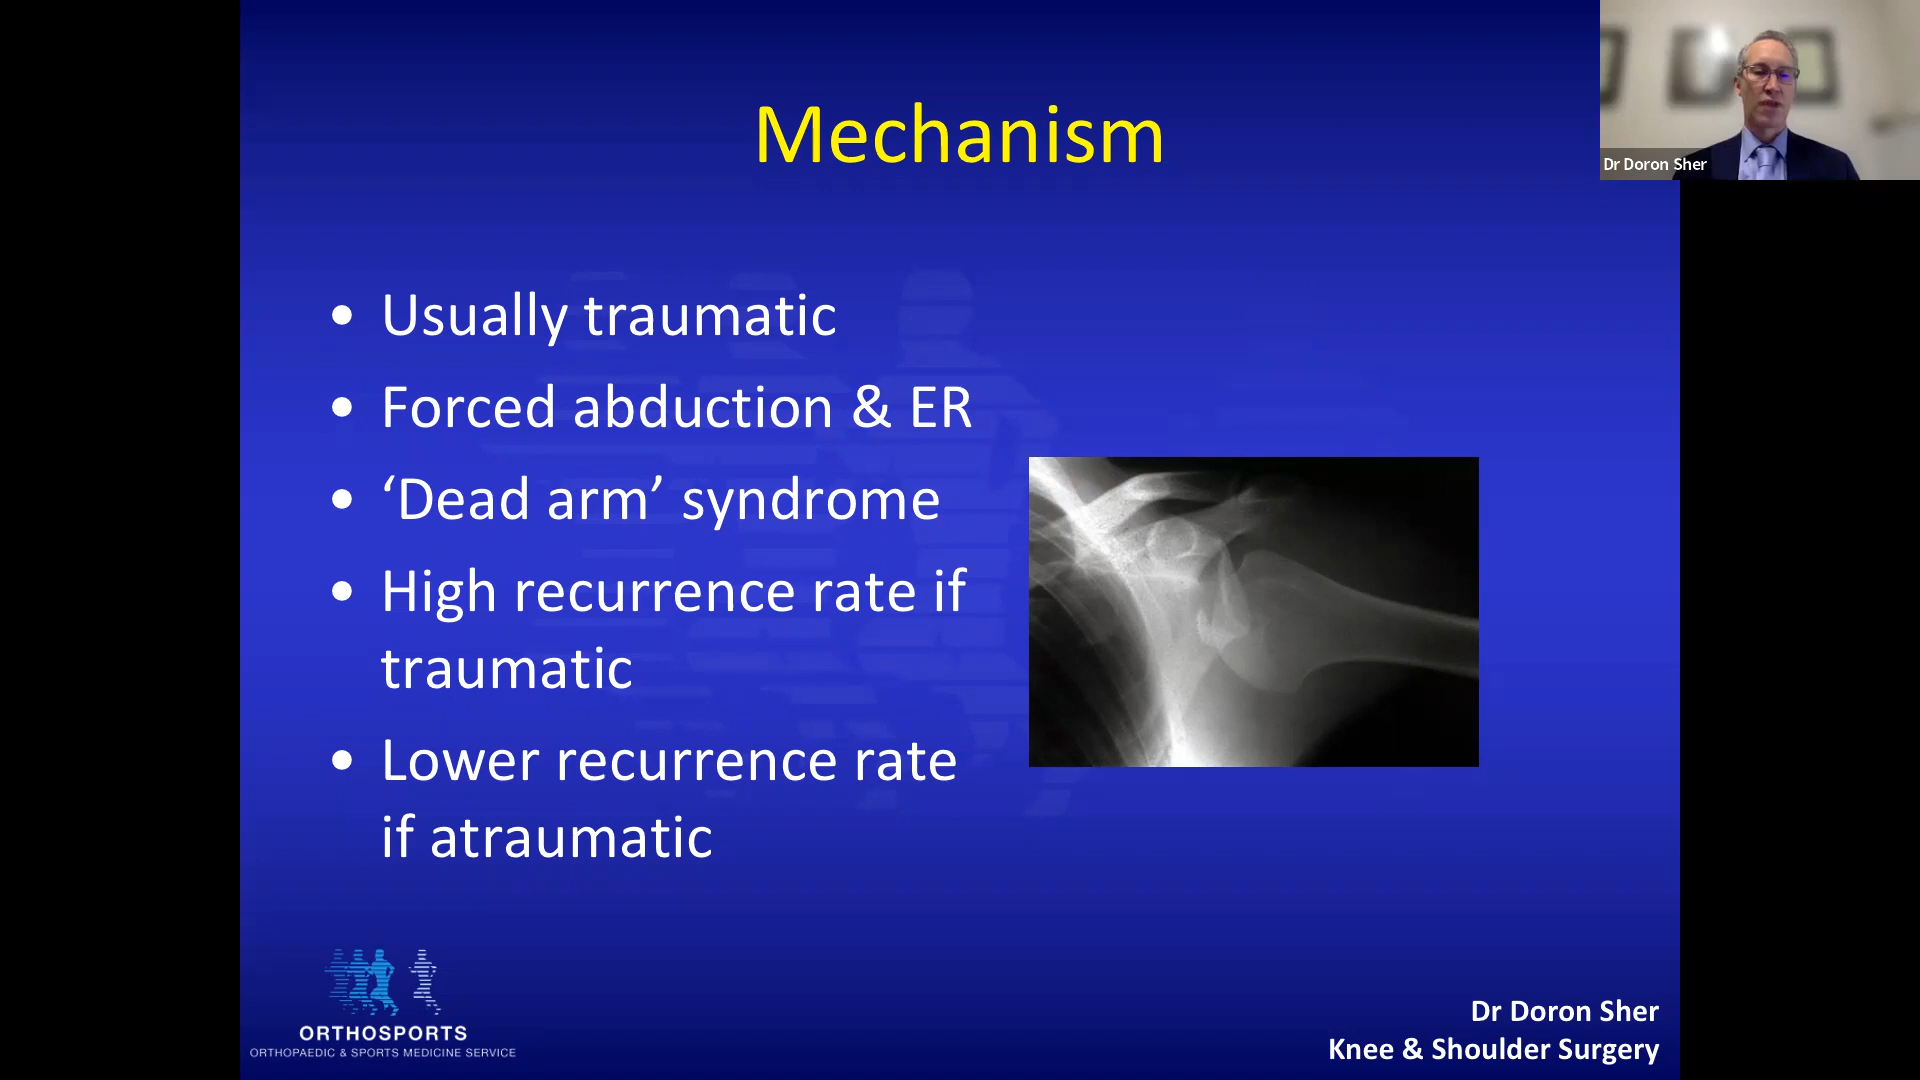 Mechanism
Dr Doron Sher
• Usually traumatic
• Forced abduction & ER
• ‘Dead arm’ syndrome
• High recurrence rate if
traumatic
• Lower recurrence rate
if atraumatic
ORTHOSPORTS
ORTHOPAEDIC & SPORTS MEDICINE SERVICE
Dr Doron Sher
Knee & Shoulder Surgery